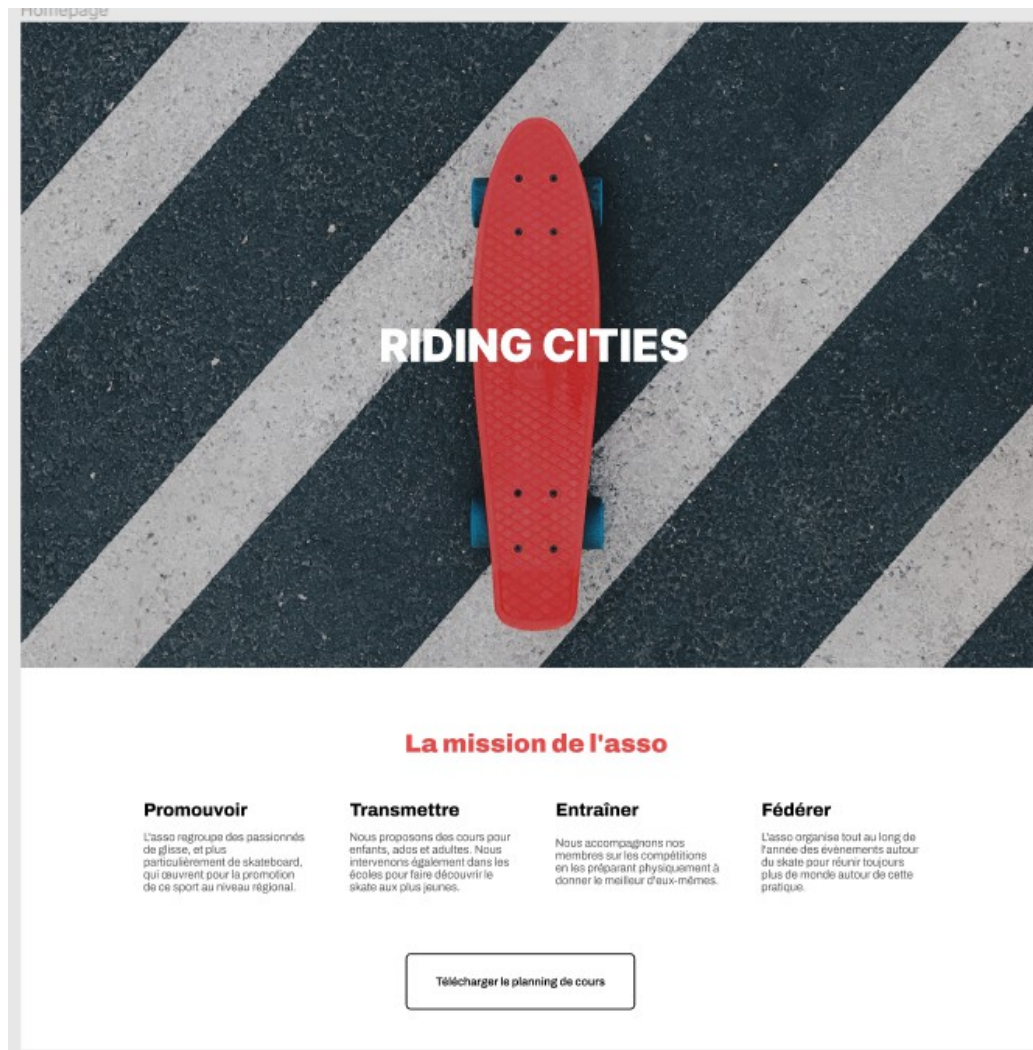 Homepage
RIDING CITIES
La mission de l'asso
Promouvoir
L'asso regroupe des passionnés
de glisse, et plus
particulièrement de skateboard,
qui œuvrent pour la promotion
de ce sport au niveau régional.
Transmettre
Nous proposons des cours pour
enfants, ados et adultes. Nous
intervenons également dans les
écoles pour faire découvrir le
skate aux plus jeunes.
Entraîner
Nous accompagnons nos
membres sur les compétitions
en les préparant physiquement à
donner le meilleur d'eux-mêmes.
Fédérer
L'asso organise tout au long de
l'année des évènements autour
du skate pour réunir toujours
plus de monde autour de cette
pratique.
Télécharger le planning de cours